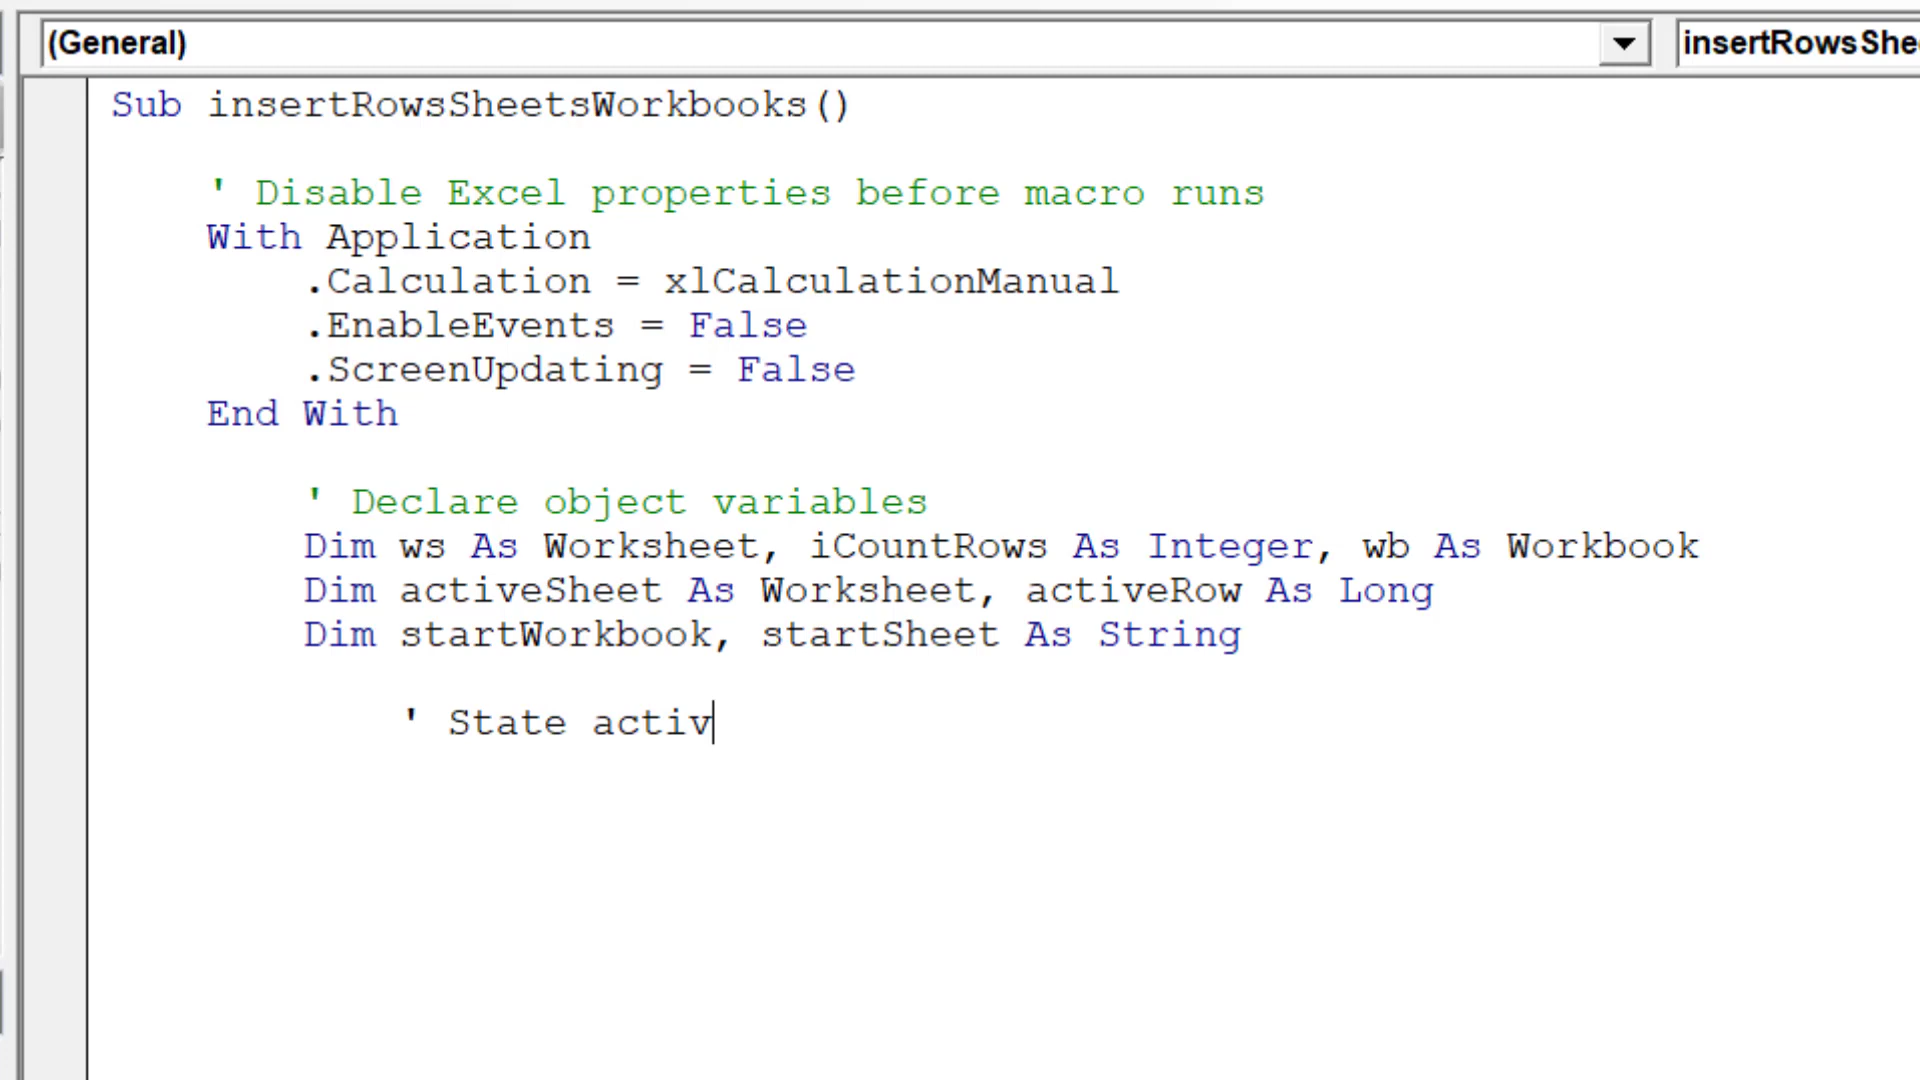 (General)
insertRowsShe
Sub insertRowsSheetsWorkbooks()
' Disable Excel properties before macro runs
With Application
.Calculation = xlCalculationManual
.EnableEvents = False
.ScreenUpdating = False
End With
' Declare object variables
Dim ws As Worksheet, iCountRows As Integer, wb As Workbook
Dim activeSheet As Worksheet, activeRow As Long
Dim startWorkbook, startSheet As String
' State activ